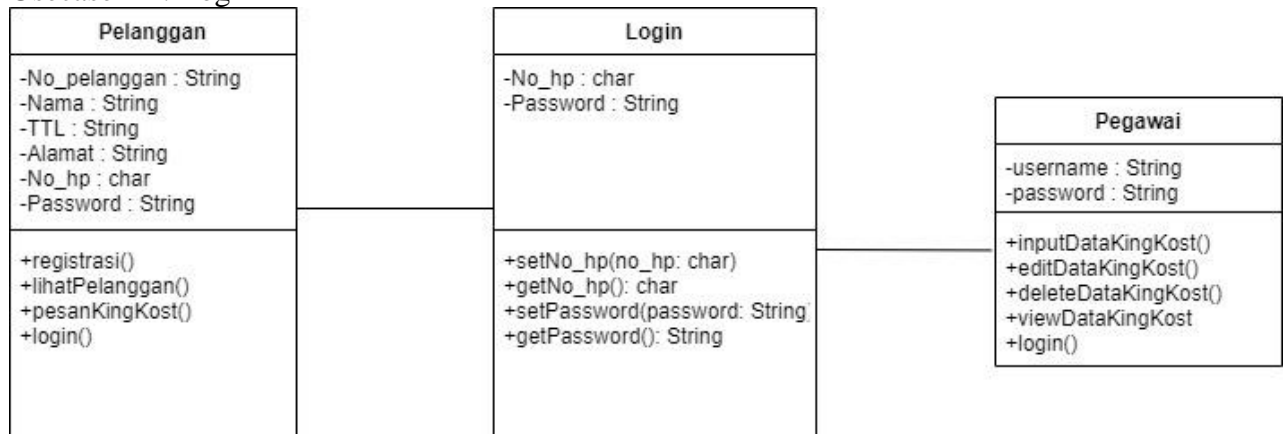 Pelanggan
-No_pelanggan : String
-Nama : String
-TTL : String
-Alamat : String
-No_hp : char
-Password : String
+registrasi()
+lihatPelanggan()
+pesanKingKost()
+login()
Login
-No_hp : char
-Password : String
+setNo_hp(no_hp: char)
+getNo_hp(): char
+setPassword(password: String
+getPassword(): String
Pegawai
-username : String
-password : String
+inputDataKingKost()
+editDataKingKost()
+deleteDataKingKost()
+viewDataKingKost
+login()